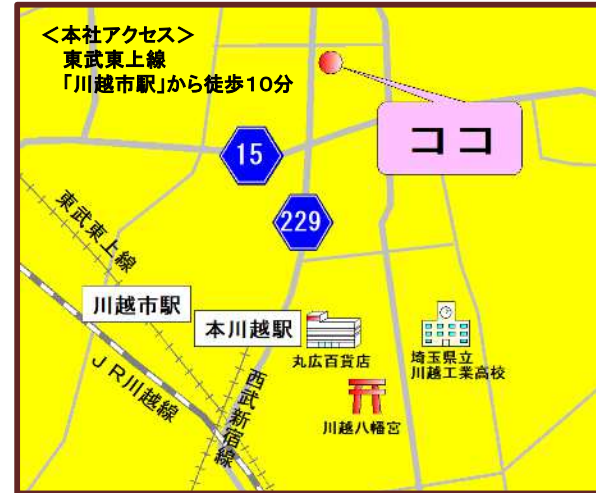 ＜本社アクセス＞
東武東上線
「川越市駅」から徒歩１０分
ココ
15
229
東武東上線
川越市駅
本川越駅
丸広百貨店
埼玉県立
川越工業高校
ＪＲ川越線
西武新宿線
川越八幡宮